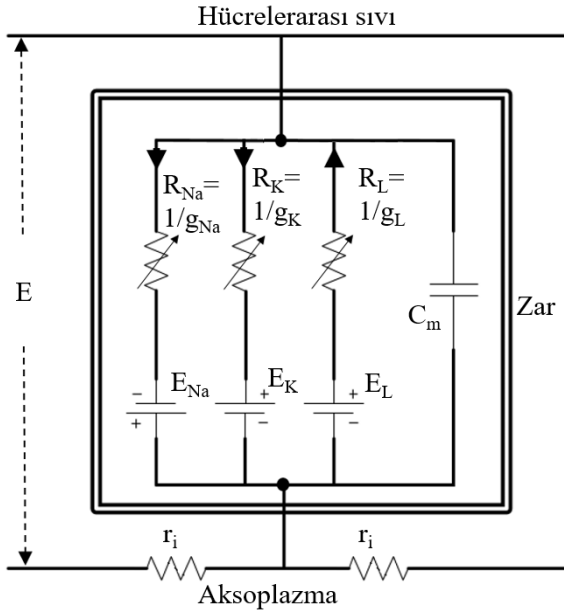 Hücrelerarası sıvı
R_Na=
1/g_Na
R_K=
1/g_K
R_L=
1/g_L
E
C_m
Zar
- E_Na
+
+ E_K
-
+ E_L
-
r_i
r_i
Aksoplazma